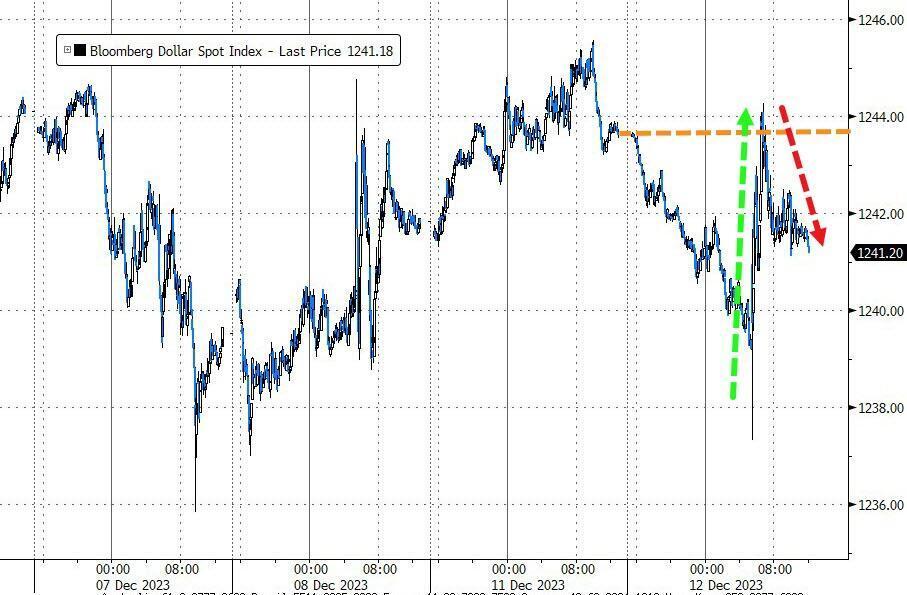 Bloomberg Dollar Spot Index - Last Price 1241.18
1246.00
1244.00
1242.00
1241.20
1240.00
1238.00
1236.00
00:00 08:00 00:00 08:00 00:00 08:00 00:00 08:00
07 Dec 2023 08 Dec 2023 11 Dec 2023 12 Dec 2023